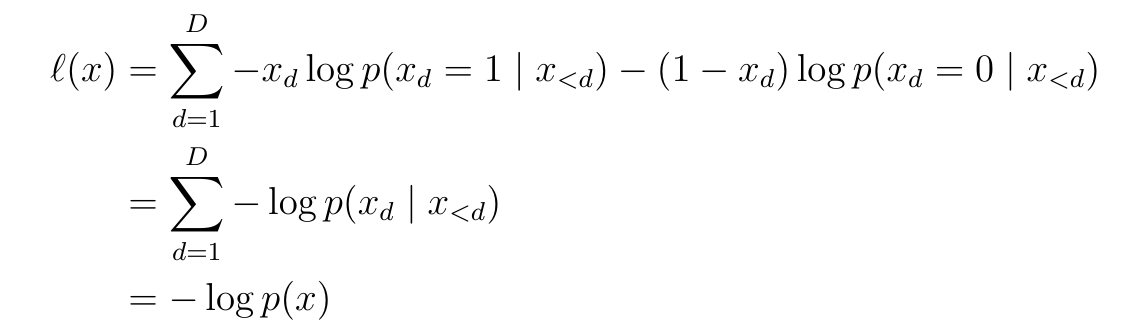 ℓ(x) = ∑_{d=1}^{D} −x_d log p(x_d = 1 | x_{<d}) − (1 − x_d) log p(x_d = 0 | x_{<d})
= ∑_{d=1}^{D} − log p(x_d | x_{<d})
= − log p(x)